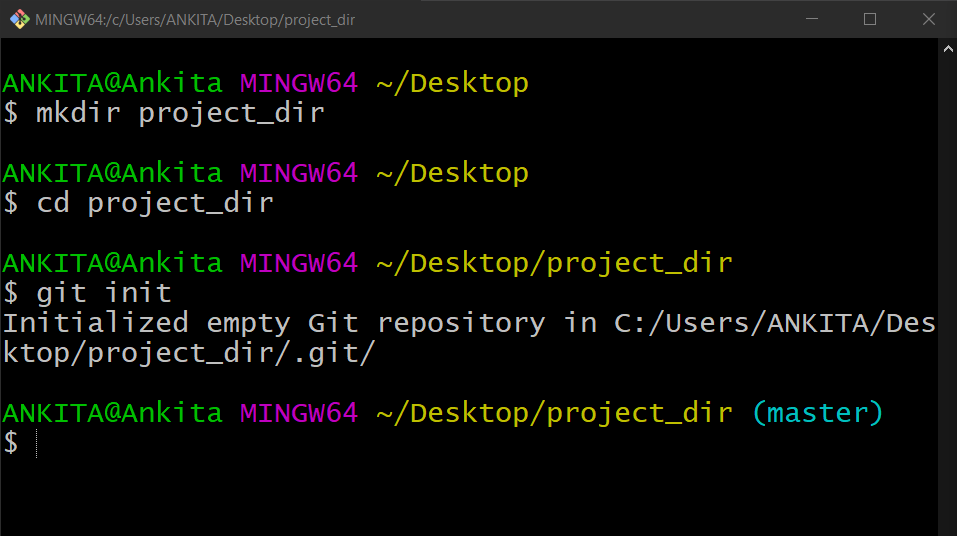 MINGW64:/c/Users/ANKITA/Desktop/project_dir
ANKITA@Ankita MINGW64 ~/Desktop
$ mkdir project_dir
ANKITA@Ankita MINGW64 ~/Desktop
$ cd project_dir
ANKITA@Ankita MINGW64 ~/Desktop/project_dir
$ git init
Initialized empty Git repository in C:/Users/ANKITA/Des
ktop/project_dir/.git/
ANKITA@Ankita MINGW64 ~/Desktop/project_dir (master)
$